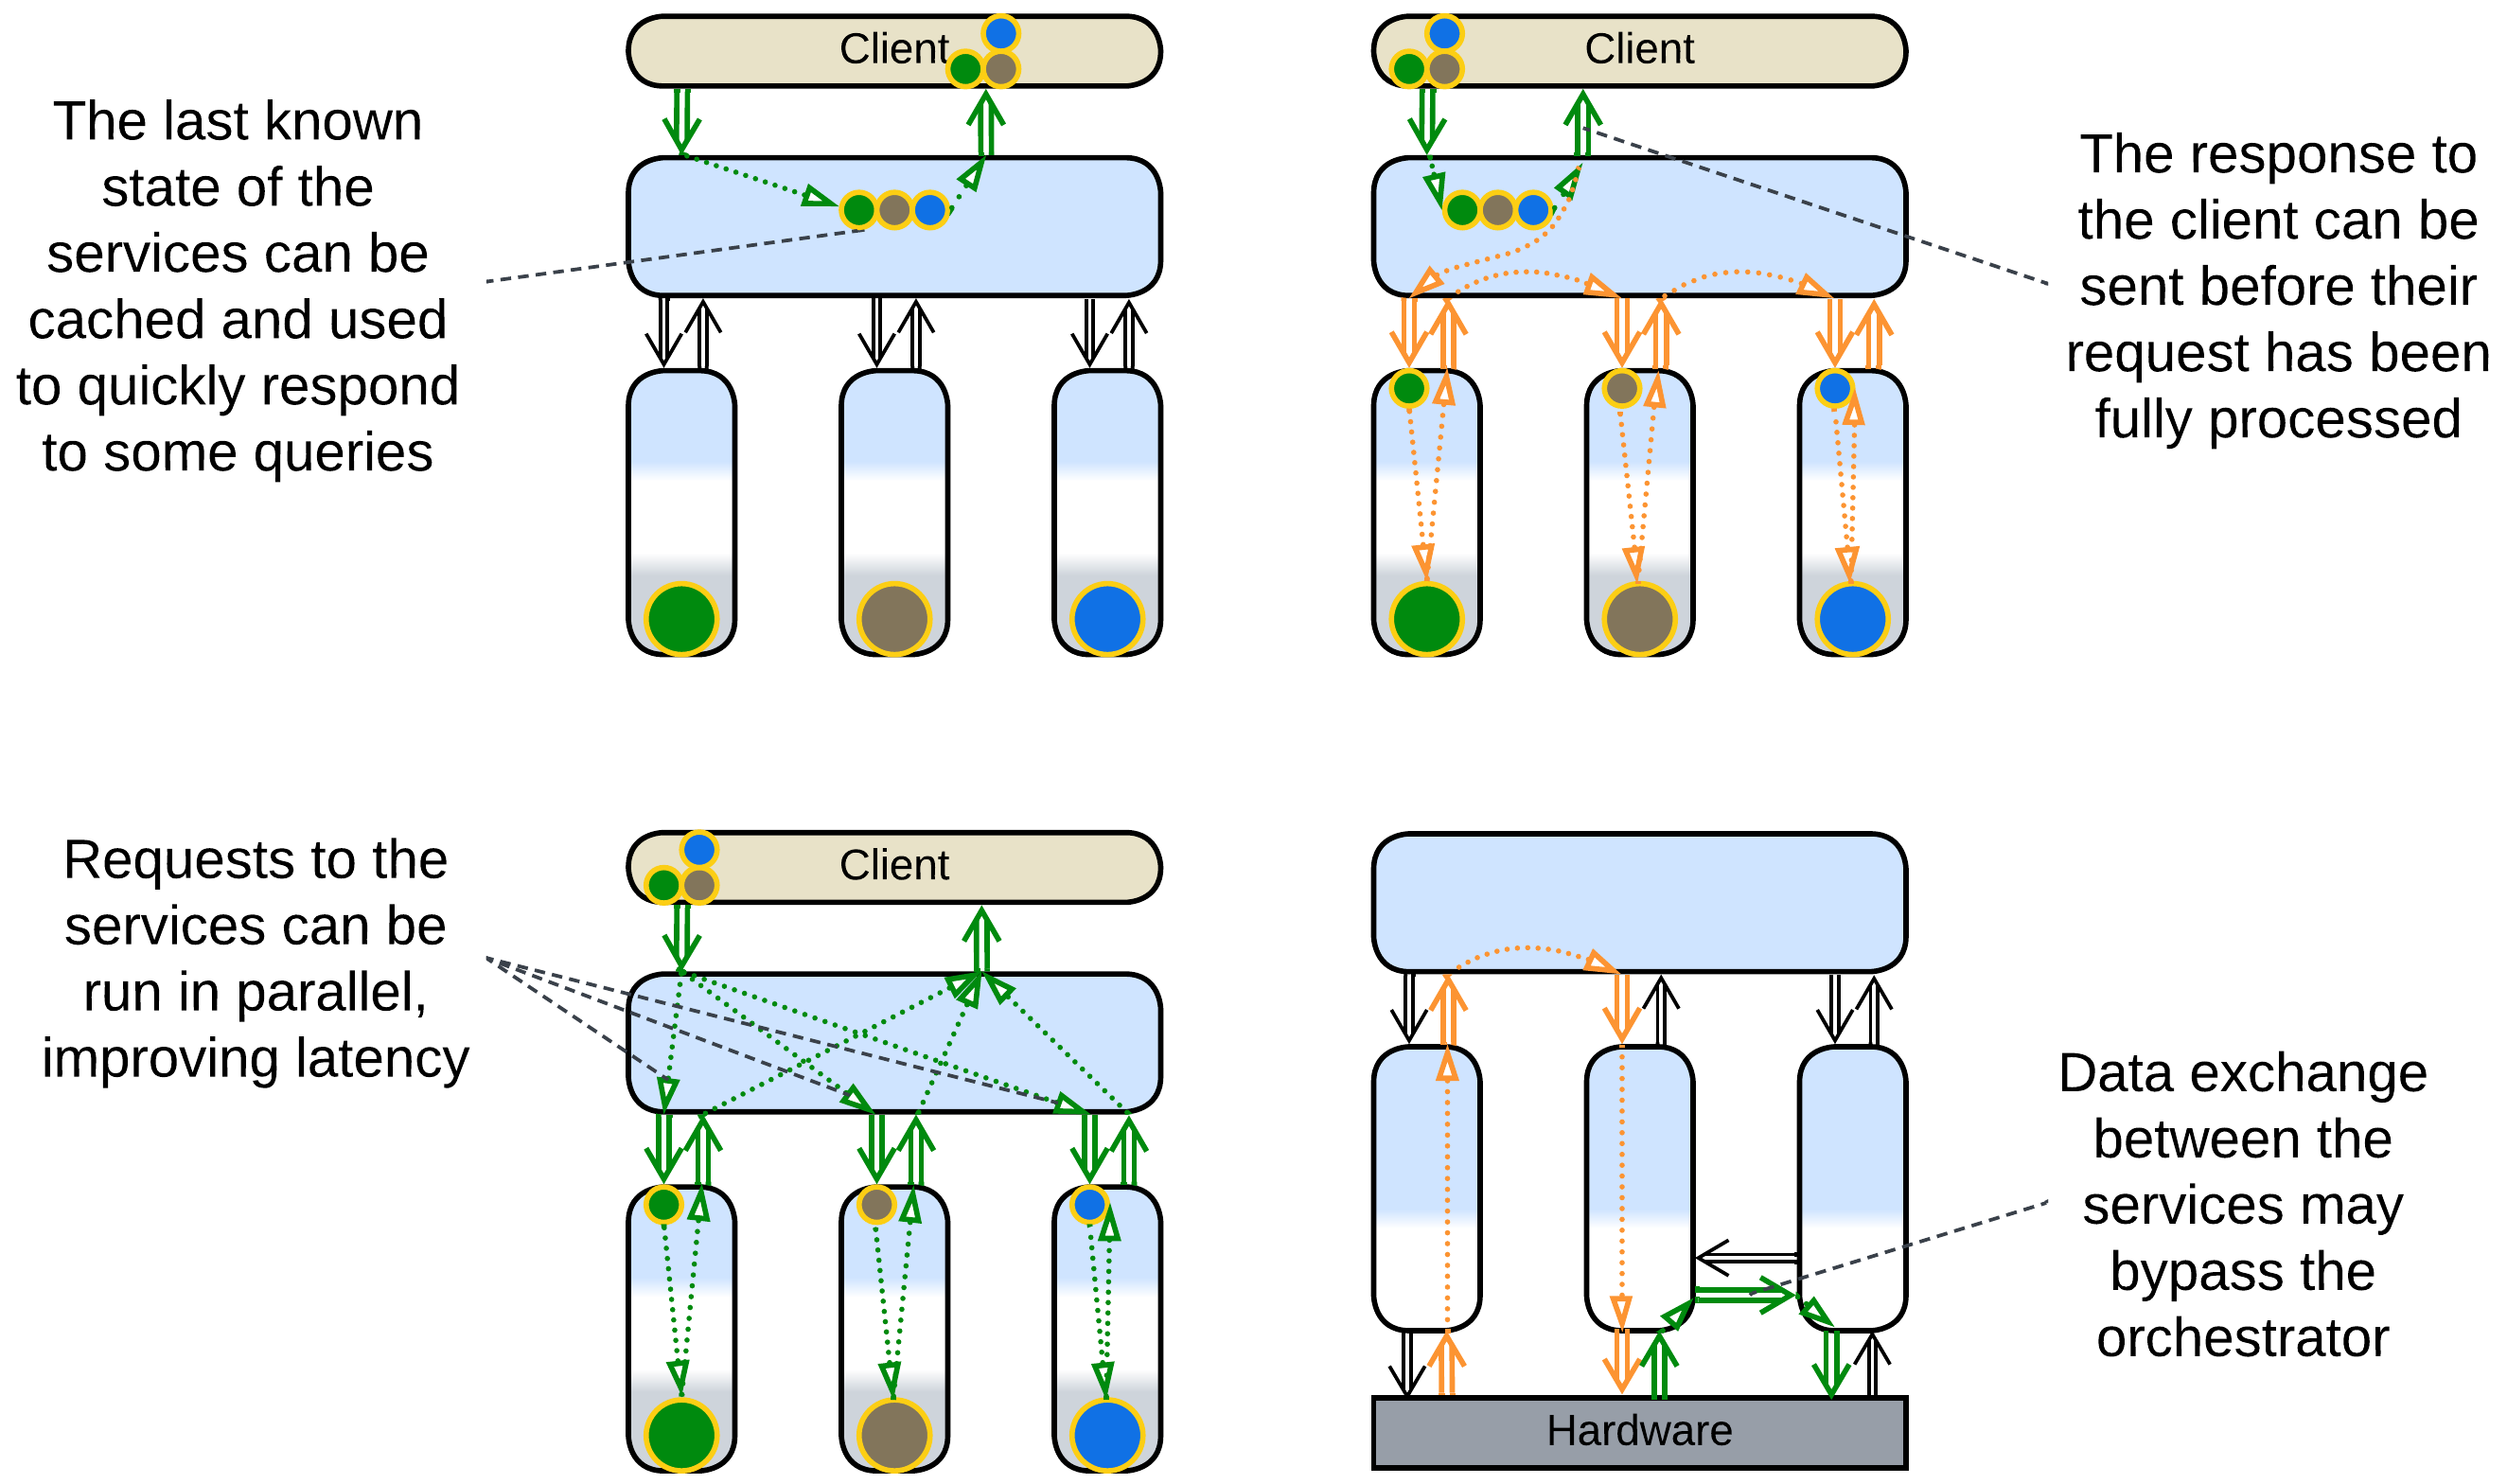 Client
The last known
state of the
services can be
cached and used
to quickly respond
to some queries
Client
The response to
the client can be
sent before their
request has been
fully processed
Client
Requests to the
services can be
run in parallel,
improving latency
Data exchange
between the
services may
bypass the
orchestrator
Hardware